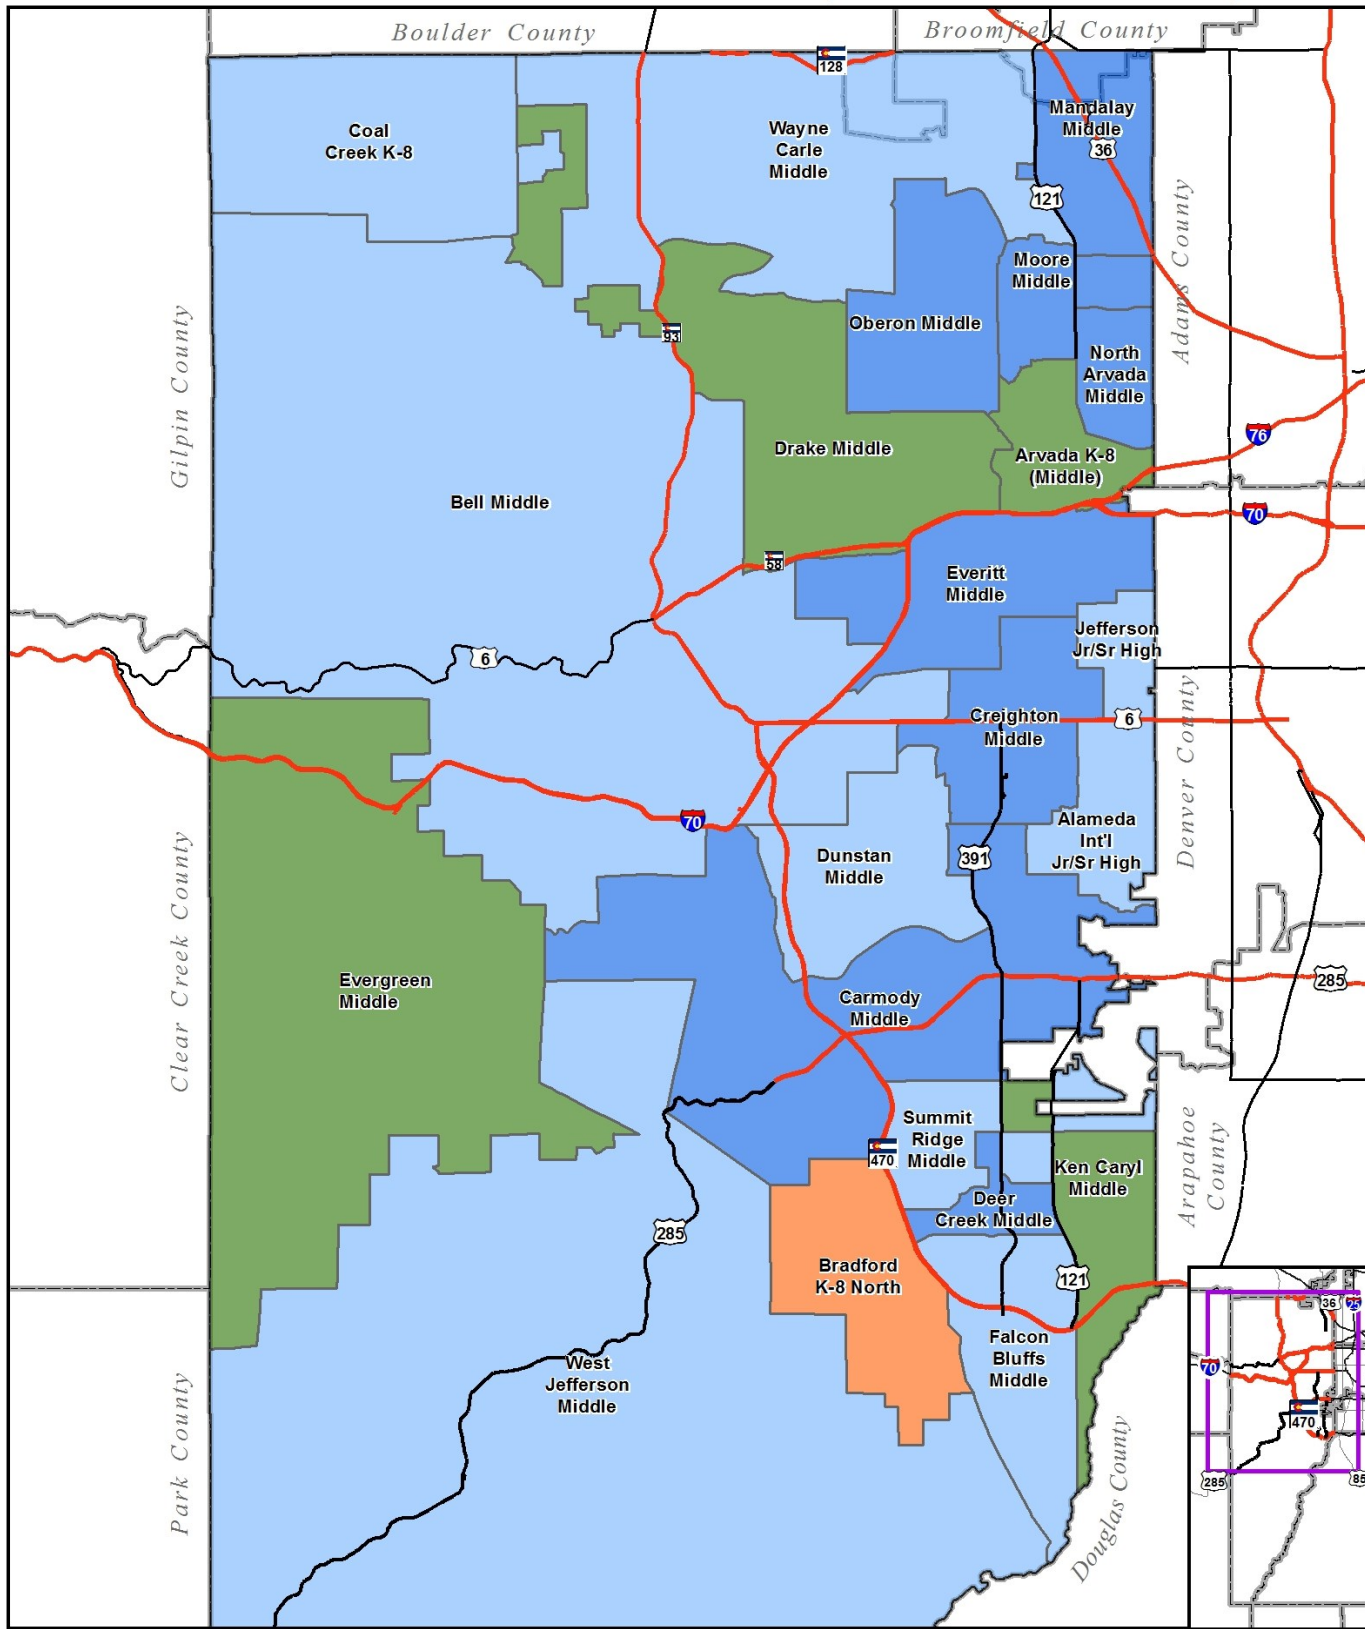 Boulder County
Broomfield County
128
Coal
Creek K-8
Wayne
Carle
Middle
Mandalay
Middle
36
121
Adams County
Moore
Middle
Gilpin County
93
Oberon Middle
North
Arvada
Middle
76
Drake Middle
Arvada K-8
(Middle)
Bell Middle
70
58
Everitt
Middle
Jefferson
Jr/Sr High
6
Denver County
Creighton
Middle
6
70
Alameda
Int'l
Jr/Sr High
Dunstan
Middle
391
Clear Creek County
Evergreen
Middle
285
Carmody
Middle
Summit
Ridge
Middle
Arapahoe
County
470
Ken Caryl
Middle
Deer
Creek Middle
285
Bradford
K-8 North
121
Falcon
Bluffs
Middle
West
Jefferson
Middle
Park County
Douglas County
36
25
70
470
285
85